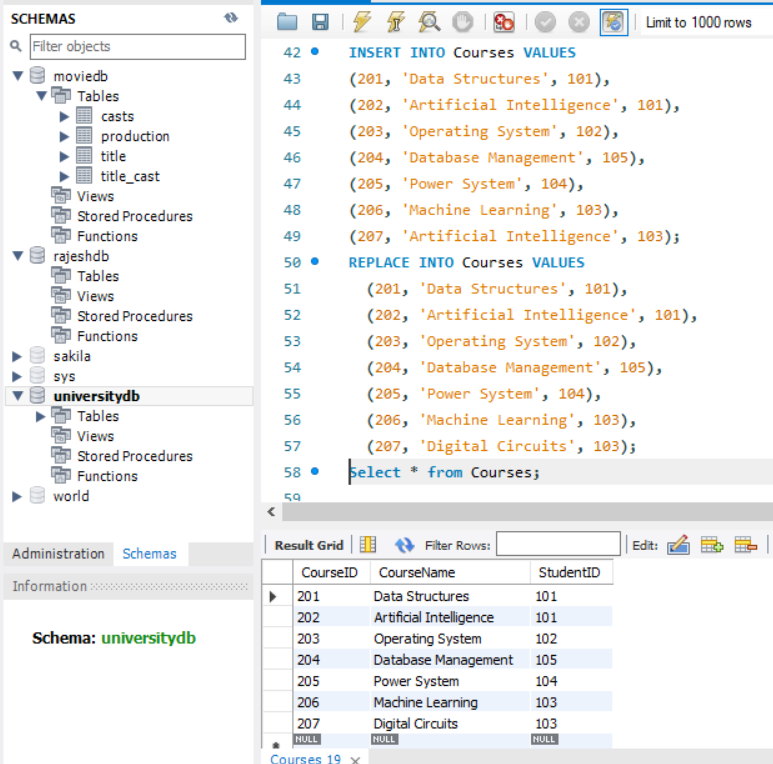 SCHEMAS
Filter objects
moviedb
Tables
casts
production
title
title_cast
Views
Stored Procedures
Functions
rajeshdb
Tables
Views
Stored Procedures
Functions
sakila
sys
universitydb
Tables
Views
Stored Procedures
Functions
world
Administration Schemas
Information
Schema: universitydb
Limit to 1000 rows
42 INSERT INTO Courses VALUES
43 (201, 'Data Structures', 101),
44 (202, 'Artificial Intelligence', 101),
45 (203, 'Operating System', 102),
46 (204, 'Database Management', 105),
47 (205, 'Power System', 104),
48 (206, 'Machine Learning', 103),
49 (207, 'Artificial Intelligence', 103);
50 REPLACE INTO Courses VALUES
51 (201, 'Data Structures', 101),
52 (202, 'Artificial Intelligence', 101),
53 (203, 'Operating System', 102),
54 (204, 'Database Management', 105),
55 (205, 'Power System', 104),
56 (206, 'Machine Learning', 103),
57 (207, 'Digital Circuits', 103);
58 Select * from Courses;
59
Result Grid Filter Rows: Edit:
CourseID CourseName StudentID
201 Data Structures 101
202 Artificial Intelligence 101
203 Operating System 102
204 Database Management 105
205 Power System 104
206 Machine Learning 103
207 Digital Circuits 103
NULL NULL NULL
Courses 19